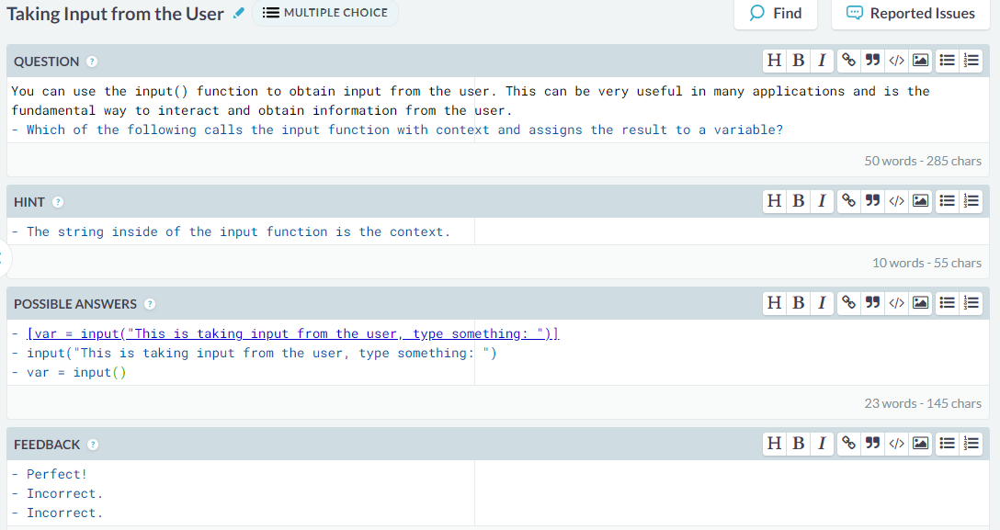 Taking Input from the User MULTIPLE CHOICE Find Reported Issues
QUESTION ? H B I
You can use the input() function to obtain input from the user. This can be very useful in many applications and is the
fundamental way to interact and obtain information from the user.
- Which of the following calls the input function with context and assigns the result to a variable?
50 words - 285 chars
HINT ? H B I
- The string inside of the input function is the context.
10 words - 55 chars
POSSIBLE ANSWERS ? H B I
- [var = input("This is taking input from the user, type something: ")]
- input("This is taking input from the user, type something: ")
- var = input()
23 words - 145 chars
FEEDBACK ? H B I
- Perfect!
- Incorrect.
- Incorrect.